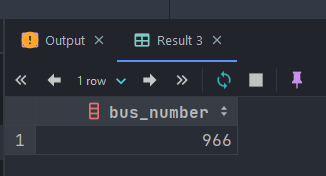 Output Result 3
1 row
bus_number
1 966